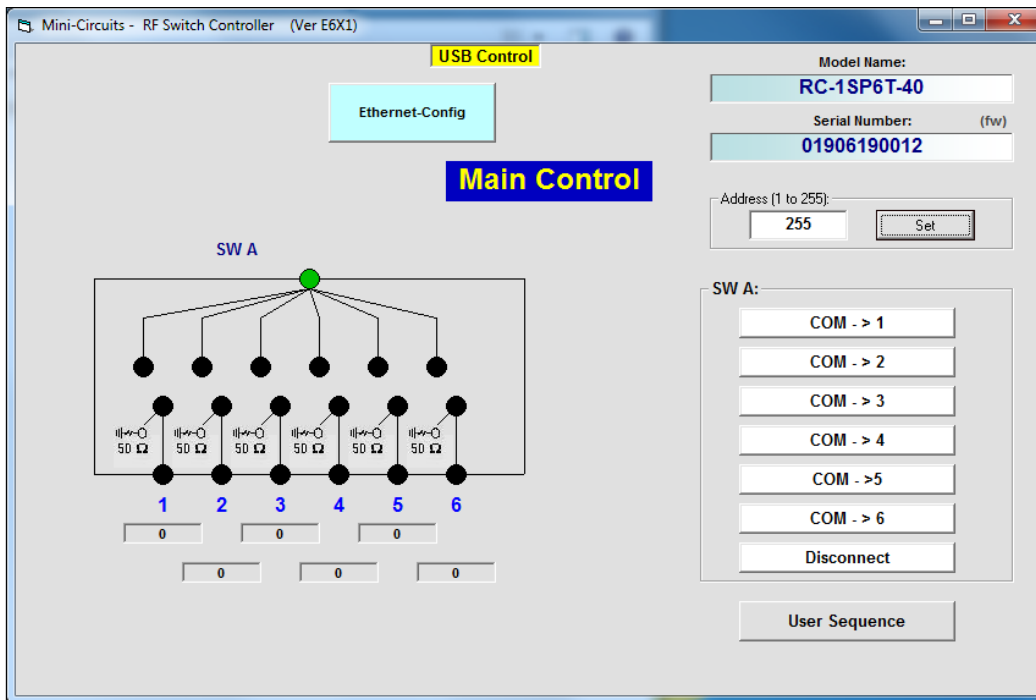 Mini-Circuits - RF Switch Controller (Ver E6X1)
USB Control
Ethernet-Config
Main Control
Model Name:
RC-1SP6T-40
Serial Number: (fw)
01906190012
Address (1 to 255):
255 Set
SW A
50 Ω 50 Ω 50 Ω 50 Ω 50 Ω 50 Ω
1 2 3 4 5 6
0 0 0
0 0 0
SW A:
COM - > 1
COM - > 2
COM - > 3
COM - > 4
COM - >5
COM - > 6
Disconnect
User Sequence